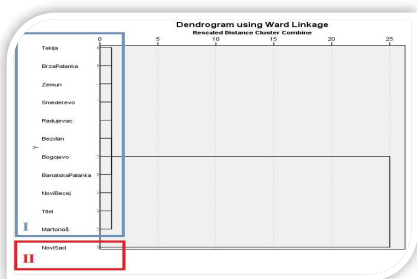 Dendrogram using Ward Linkage
Rescaled Distance Cluster Combine
0 5 10 15 20 25
Tekija
BrzaPalanka
Zemun
Smederevo
Radujevac
Bezdan
Y
Bogojevo
BanatskaPalanka
NoviBecej
Titel
I
Martonoš
NoviSad
II